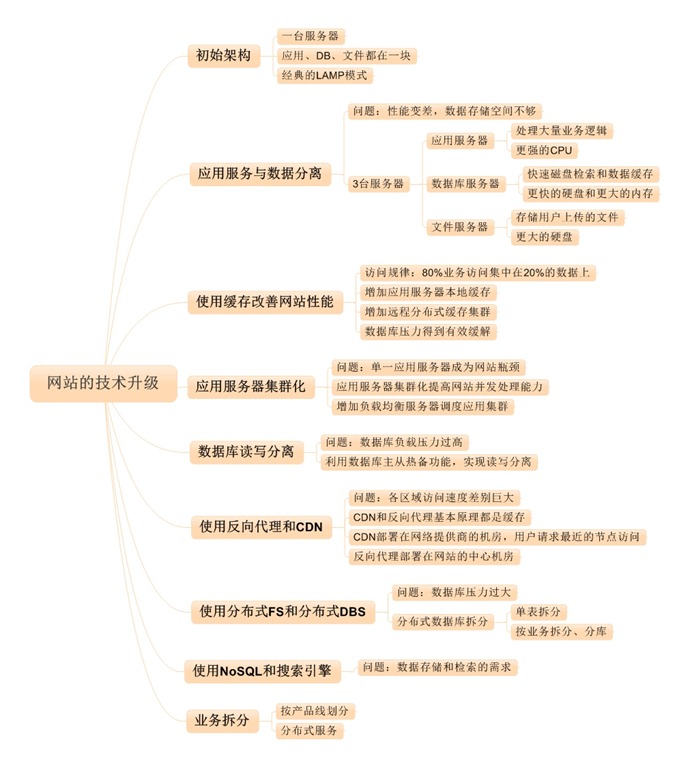 网站的技术升级
初始架构
一台服务器
应用、DB、文件都在一块
经典的LAMP模式
应用服务与数据分离
问题：性能变差，数据存储空间不够
3台服务器
应用服务器
处理大量业务逻辑
更强的CPU
数据库服务器
快速磁盘检索和数据缓存
更快的硬盘和更大的内存
文件服务器
存储用户上传的文件
更大的硬盘
使用缓存改善网站性能
访问规律：80%业务访问集中在20%的数据上
增加应用服务器本地缓存
增加远程分布式缓存集群
数据库压力得到有效缓解
应用服务器集群化
问题：单一应用服务器成为网站瓶颈
应用服务器集群化提高网站并发处理能力
增加负载均衡服务器调度应用集群
数据库读写分离
问题：数据库负载压力过高
利用数据库主从热备功能，实现读写分离
使用反向代理和CDN
问题：各区域访问速度差别巨大
CDN和反向代理基本原理都是缓存
CDN部署在网络提供商的机房，用户请求最近的节点访问
反向代理部署在网站的中心机房
使用分布式FS和分布式DBS
问题：数据库压力过大
分布式数据库拆分
单表拆分
按业务拆分、分库
使用NoSQL和搜索引擎
问题：数据存储和检索的需求
业务拆分
按产品线划分
分布式服务